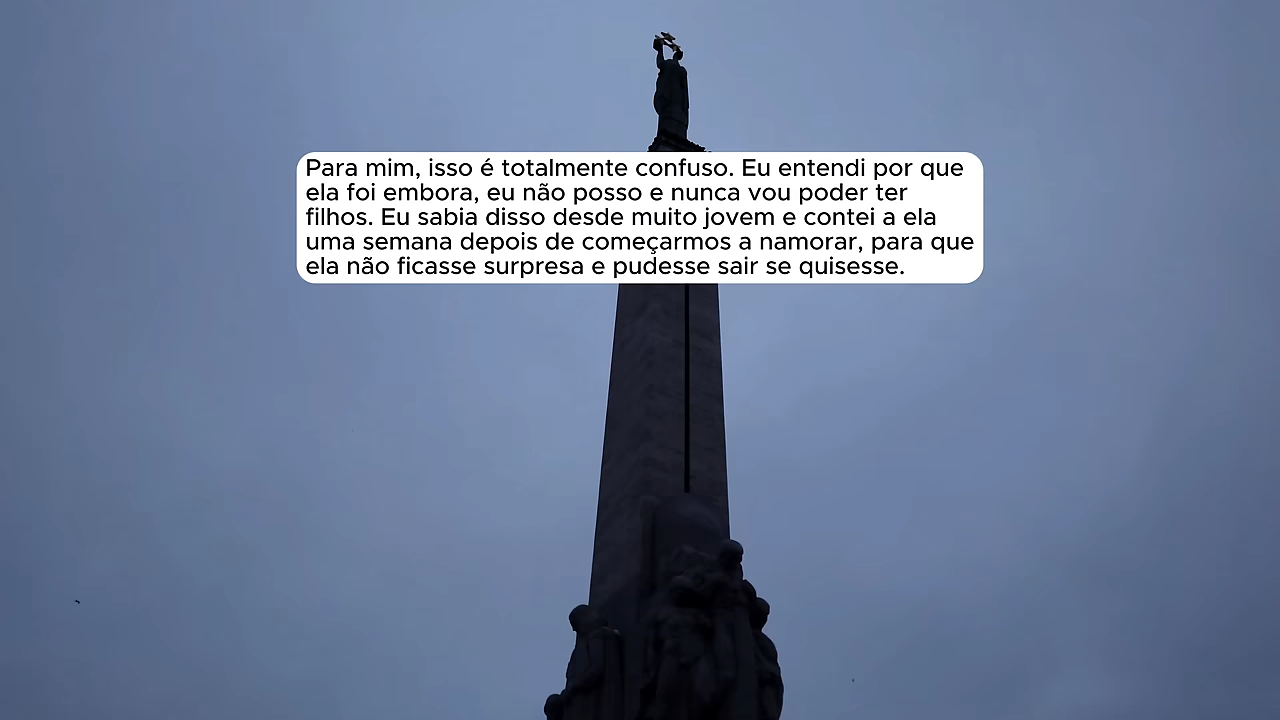 Para mim, isso é totalmente confuso. Eu entendi por que
ela foi embora, eu não posso e nunca vou poder ter
filhos. Eu sabia disso desde muito jovem e contei a ela
uma semana depois de começarmos a namorar, para que
ela não ficasse surpresa e pudesse sair se quisesse.